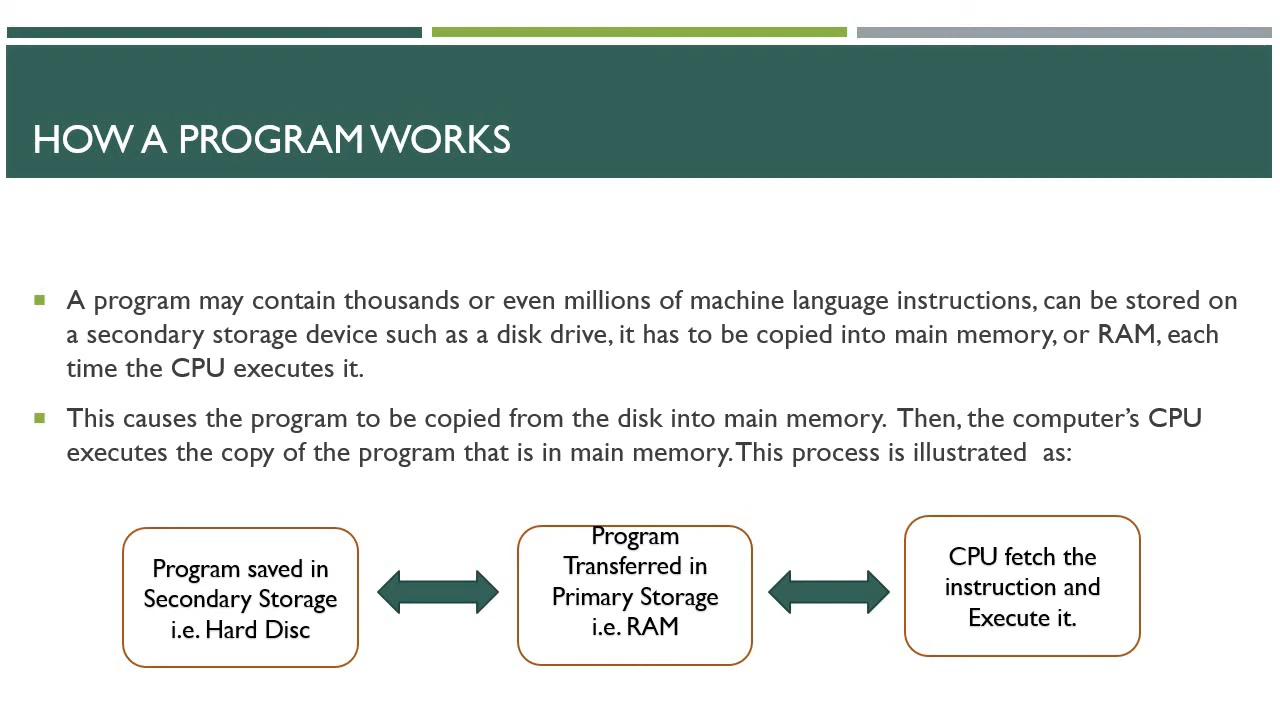 HOW A PROGRAM WORKS
A program may contain thousands or even millions of machine language instructions, can be stored on
a secondary storage device such as a disk drive, it has to be copied into main memory, or RAM, each
time the CPU executes it.
This causes the program to be copied from the disk into main memory. Then, the computer’s CPU
executes the copy of the program that is in main memory. This process is illustrated as:
Program saved in
Secondary Storage
i.e. Hard Disc
Program
Transferred in
Primary Storage
i.e. RAM
CPU fetch the
instruction and
Execute it.